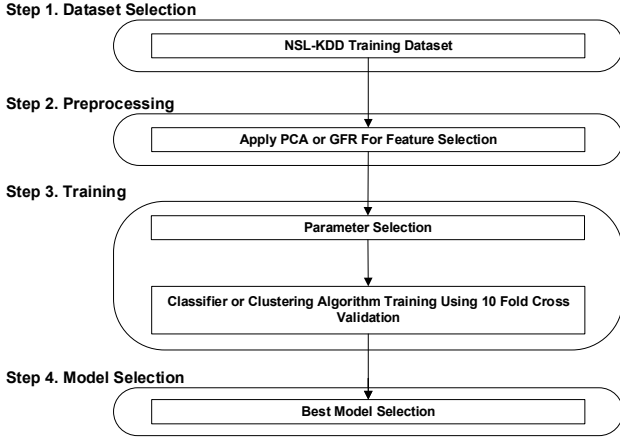 Step 1. Dataset Selection
NSL-KDD Training Dataset
Step 2. Preprocessing
Apply PCA or GFR For Feature Selection
Step 3. Training
Parameter Selection
Classifier or Clustering Algorithm Training Using 10 Fold Cross
Validation
Step 4. Model Selection
Best Model Selection